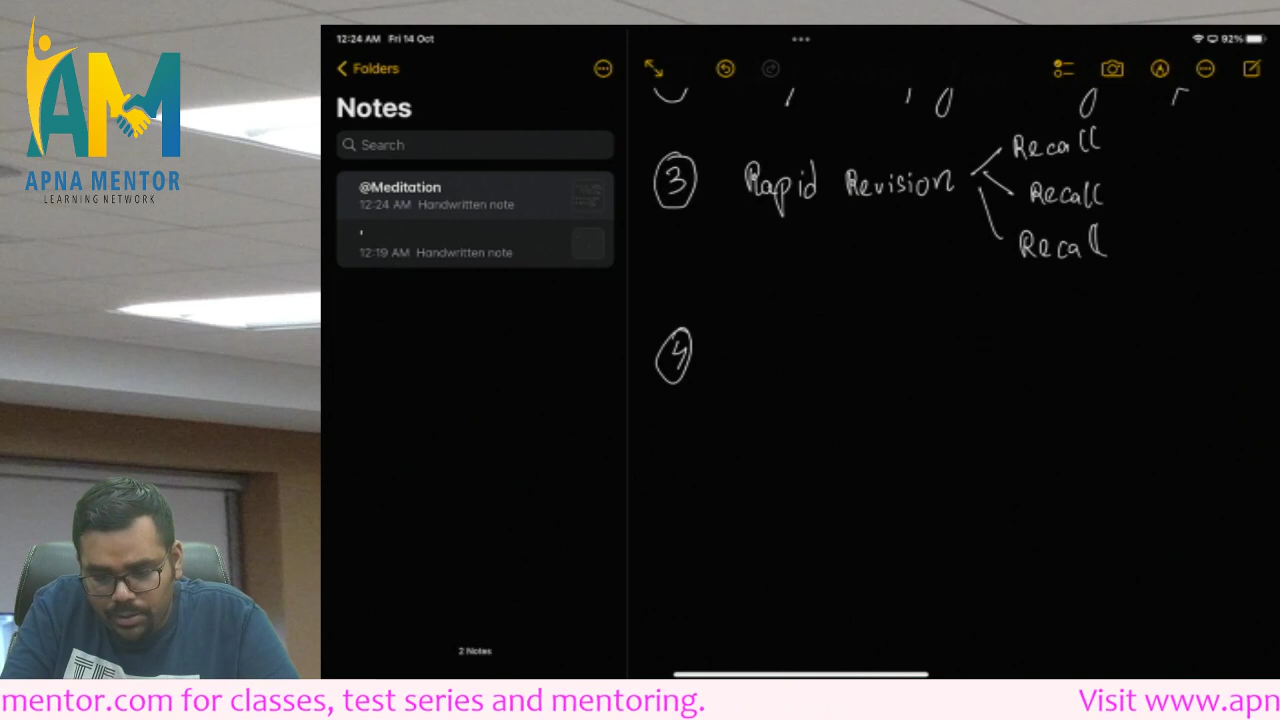 AM
APNA MENTOR
LEARNING NETWORK
12:24 AM Fri 14 Oct
92%
Folders
Notes
Search
@Meditation
12:24 AM Handwritten note
'
12:19 AM Handwritten note
2 Notes
③ Rapid Revision
Recall
Recall
Recall
④
mentor.com for classes, test series and mentoring. Visit www.apn